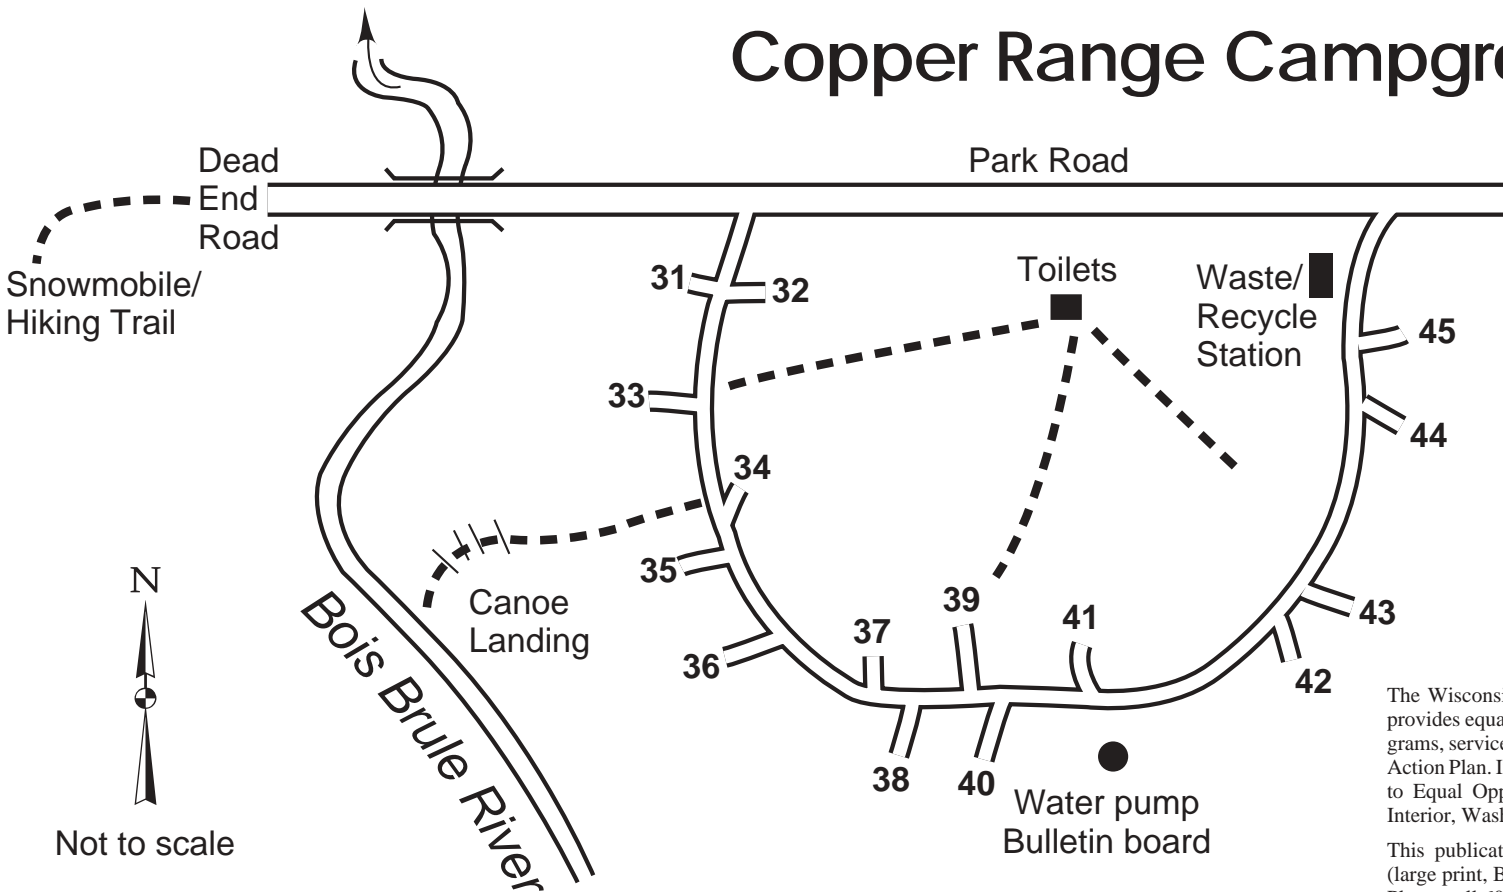 Copper Range Campgr
Dead
End
Road
Park Road
Snowmobile/
Hiking Trail
31
32
Toilets
Waste/
Recycle
Station
45
33
44
34
35
Canoe
Landing
39
41
43
37
36
42
N
Bois Brule River
38
40
Water pump
Bulletin board
Not to scale
The Wiscons
provides equa
grams, service
Action Plan. I
to Equal Opp
Interior, Wash
This publicat
(large print, B